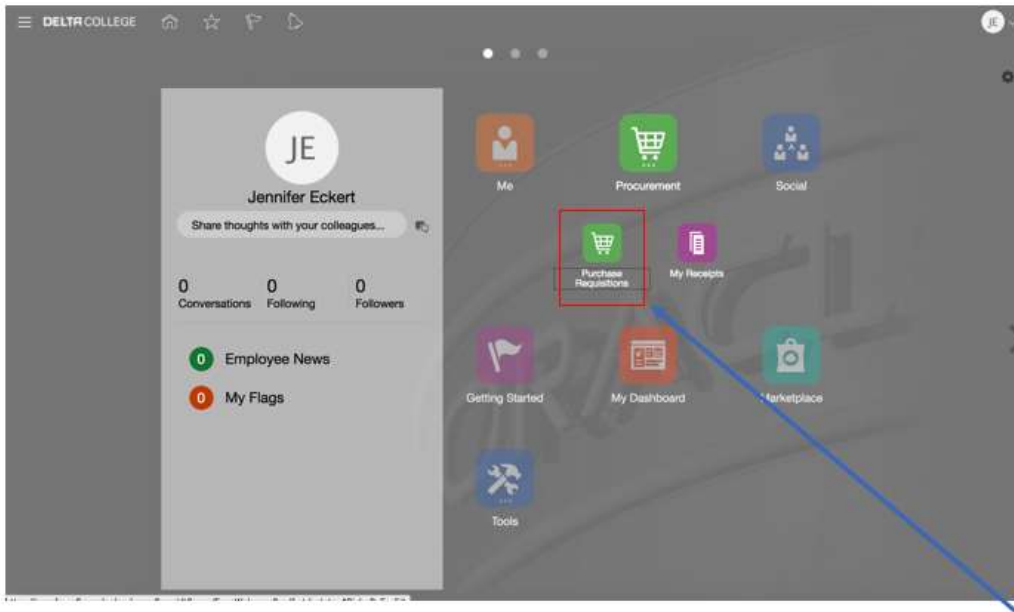 DELTA COLLEGE
JE
JE
Jennifer Eckert
Share thoughts with your colleagues...
0 0 0
Conversations Following Followers
0 Employee News
0 My Flags
Me Procurement Social
Purchase
Requisitions
My Receipts
Getting Started My Dashboard Marketplace
Tools
ORACL